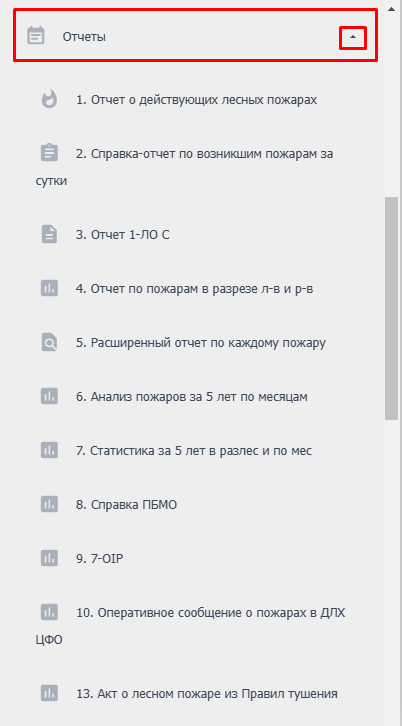 Отчеты
1. Отчет о действующих лесных пожарах
2. Справка-отчет по возникшим пожарам за
сутки
3. Отчет 1-ЛО С
4. Отчет по пожарам в разрезе л-в и р-в
5. Расширенный отчет по каждому пожару
6. Анализ пожаров за 5 лет по месяцам
7. Статистика за 5 лет в разлес и по мес
8. Справка ПБМО
9. 7-OIP
10. Оперативное сообщение о пожарах в ДЛХ
ЦФО
13. Акт о лесном пожаре из Правил тушения